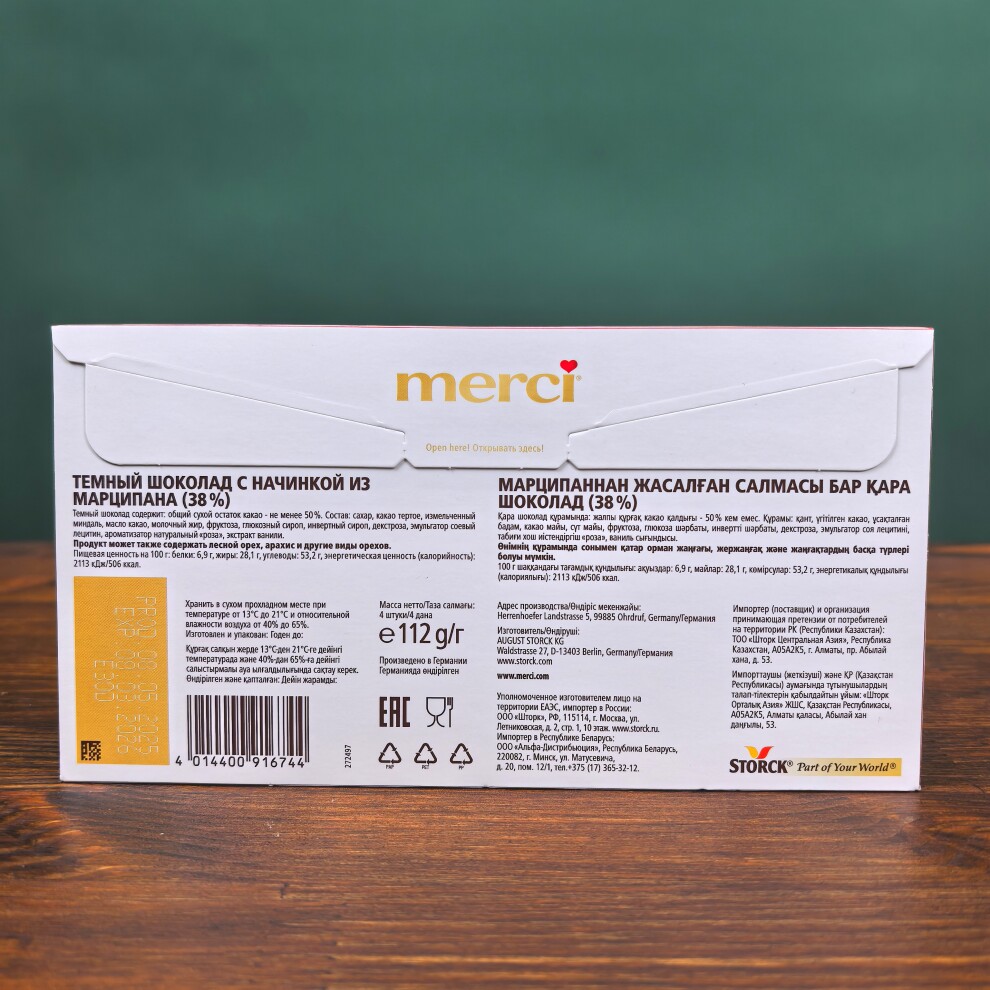 merci
Open here! Открывать здесь!
ТЕМНЫЙ ШОКОЛАД С НАЧИНКОЙ ИЗ
МАРЦИПАНА (38 %)
Темный шоколад содержит: общий сухой остаток какао - не менее 50%. Состав: сахар, какао тертое, измельченный
миндаль, масло какао, молочный жир, фруктоза, глюкозный сироп, инвертный сироп, декстроза, эмульгатор соевый
лецитин, ароматизатор натуральный «роза», экстракт ванили.
Продукт может также содержать лесной орех, арахис и другие виды орехов.
Пищевая ценность на 100 г: белки: 6,9 г, жиры: 28,1 г, углеводы: 53,2 г, энергетическая ценность (калорийность):
2113 кДж/506 ккал.
МАРЦИПАННАН ЖАСАЛҒАН САЛМАСЫ БАР ҚАРА
ШОКОЛАД (38 %)
Қара шоколад құрамында: жалпы құрғақ какао қалдығы - 50% кем емес. Құрамы: қант, үгітілген какао, ұсақталған
бадам, какао майы, сүт майы, фруктоза, глюкоза шәрбаты, инвертті шәрбаты, декстроза, эмульгатор соя лецитині,
табиғи хош иістендіргіш «роза», ваниль сығындысы.
Өнімнің құрамында сонымен қатар орман жаңғағы, жержаңғақ және жаңғақтардың басқа түрлері
болуы мүмкін.
100 г шаққандағы тағамдық құндылығы: ақуыздар: 6,9 г, майлар: 28,1 г, көмірсулар: 53,2 г, энергетикалық құндылығы
(калориялығы): 2113 кДж/506 ккал.
Хранить в сухом прохладном месте при
температуре от 13°C до 21°C и относительной
влажности воздуха от 40% до 65%.
Изготовлен и упакован: Годен до:
Құрғақ салқын жерде 13°C-ден 21°C-ге дейінгі
температурада және 40%-дан 65%-ға дейінгі
салыстырмалы ауа ылғалдылығында сақтау керек.
Өндірілген және қапталған: Дейін жарамды:
4 014400 916744
Масса нетто/Таза салмағы:
4 штуки/4 дана
℮ 112 g/г
Произведено в Германии
Германияда өндірілген
EAC
272497
PAP
PET
PP
Адрес производства/Өндіріс мекенжайы:
Herrenhoefer Landstrasse 5, 99885 Ohrdruf, Germany/Германия
Изготовитель/Өндіруші:
AUGUST STORCK KG
Waldstrasse 27, D-13403 Berlin, Germany/Германия
www.storck.com
www.merci.com
Уполномоченное изготовителем лицо на
территории ЕАЭС, импортер в России:
ООО «Шторк», РФ, 115114, г. Москва, ул.
Летниковская, д. 2, стр. 1, 10 этаж. www.storck.ru.
Импортер в Республике Беларусь:
ООО «Альфа-Дистрибьюция», Республика Беларусь,
220082, г. Минск, ул. Матусевича,
д. 20, пом. 12/1, тел.+375 (17) 365-32-12.
Импортер (поставщик) и организация
принимающая претензии от потребителей
на территории РК (Республики Казахстан):
ТОО «Шторк Центральная Азия», Республика
Казахстан, A05A2K5, г. Алматы, пр. Абылай
хана, д. 53.
Импорттаушы (жеткізуші) және ҚР (Қазақстан
Республикасы) аумағында тұтынушылардың
талап-тілектерін қабылдайтын ұйым: «Шторк
Орталық Азия» ЖШС, Қазақстан Республикасы,
A05A2K5, Алматы қаласы, Абылай хан
даңғылы, 53.
STORCK® Part of Your World®